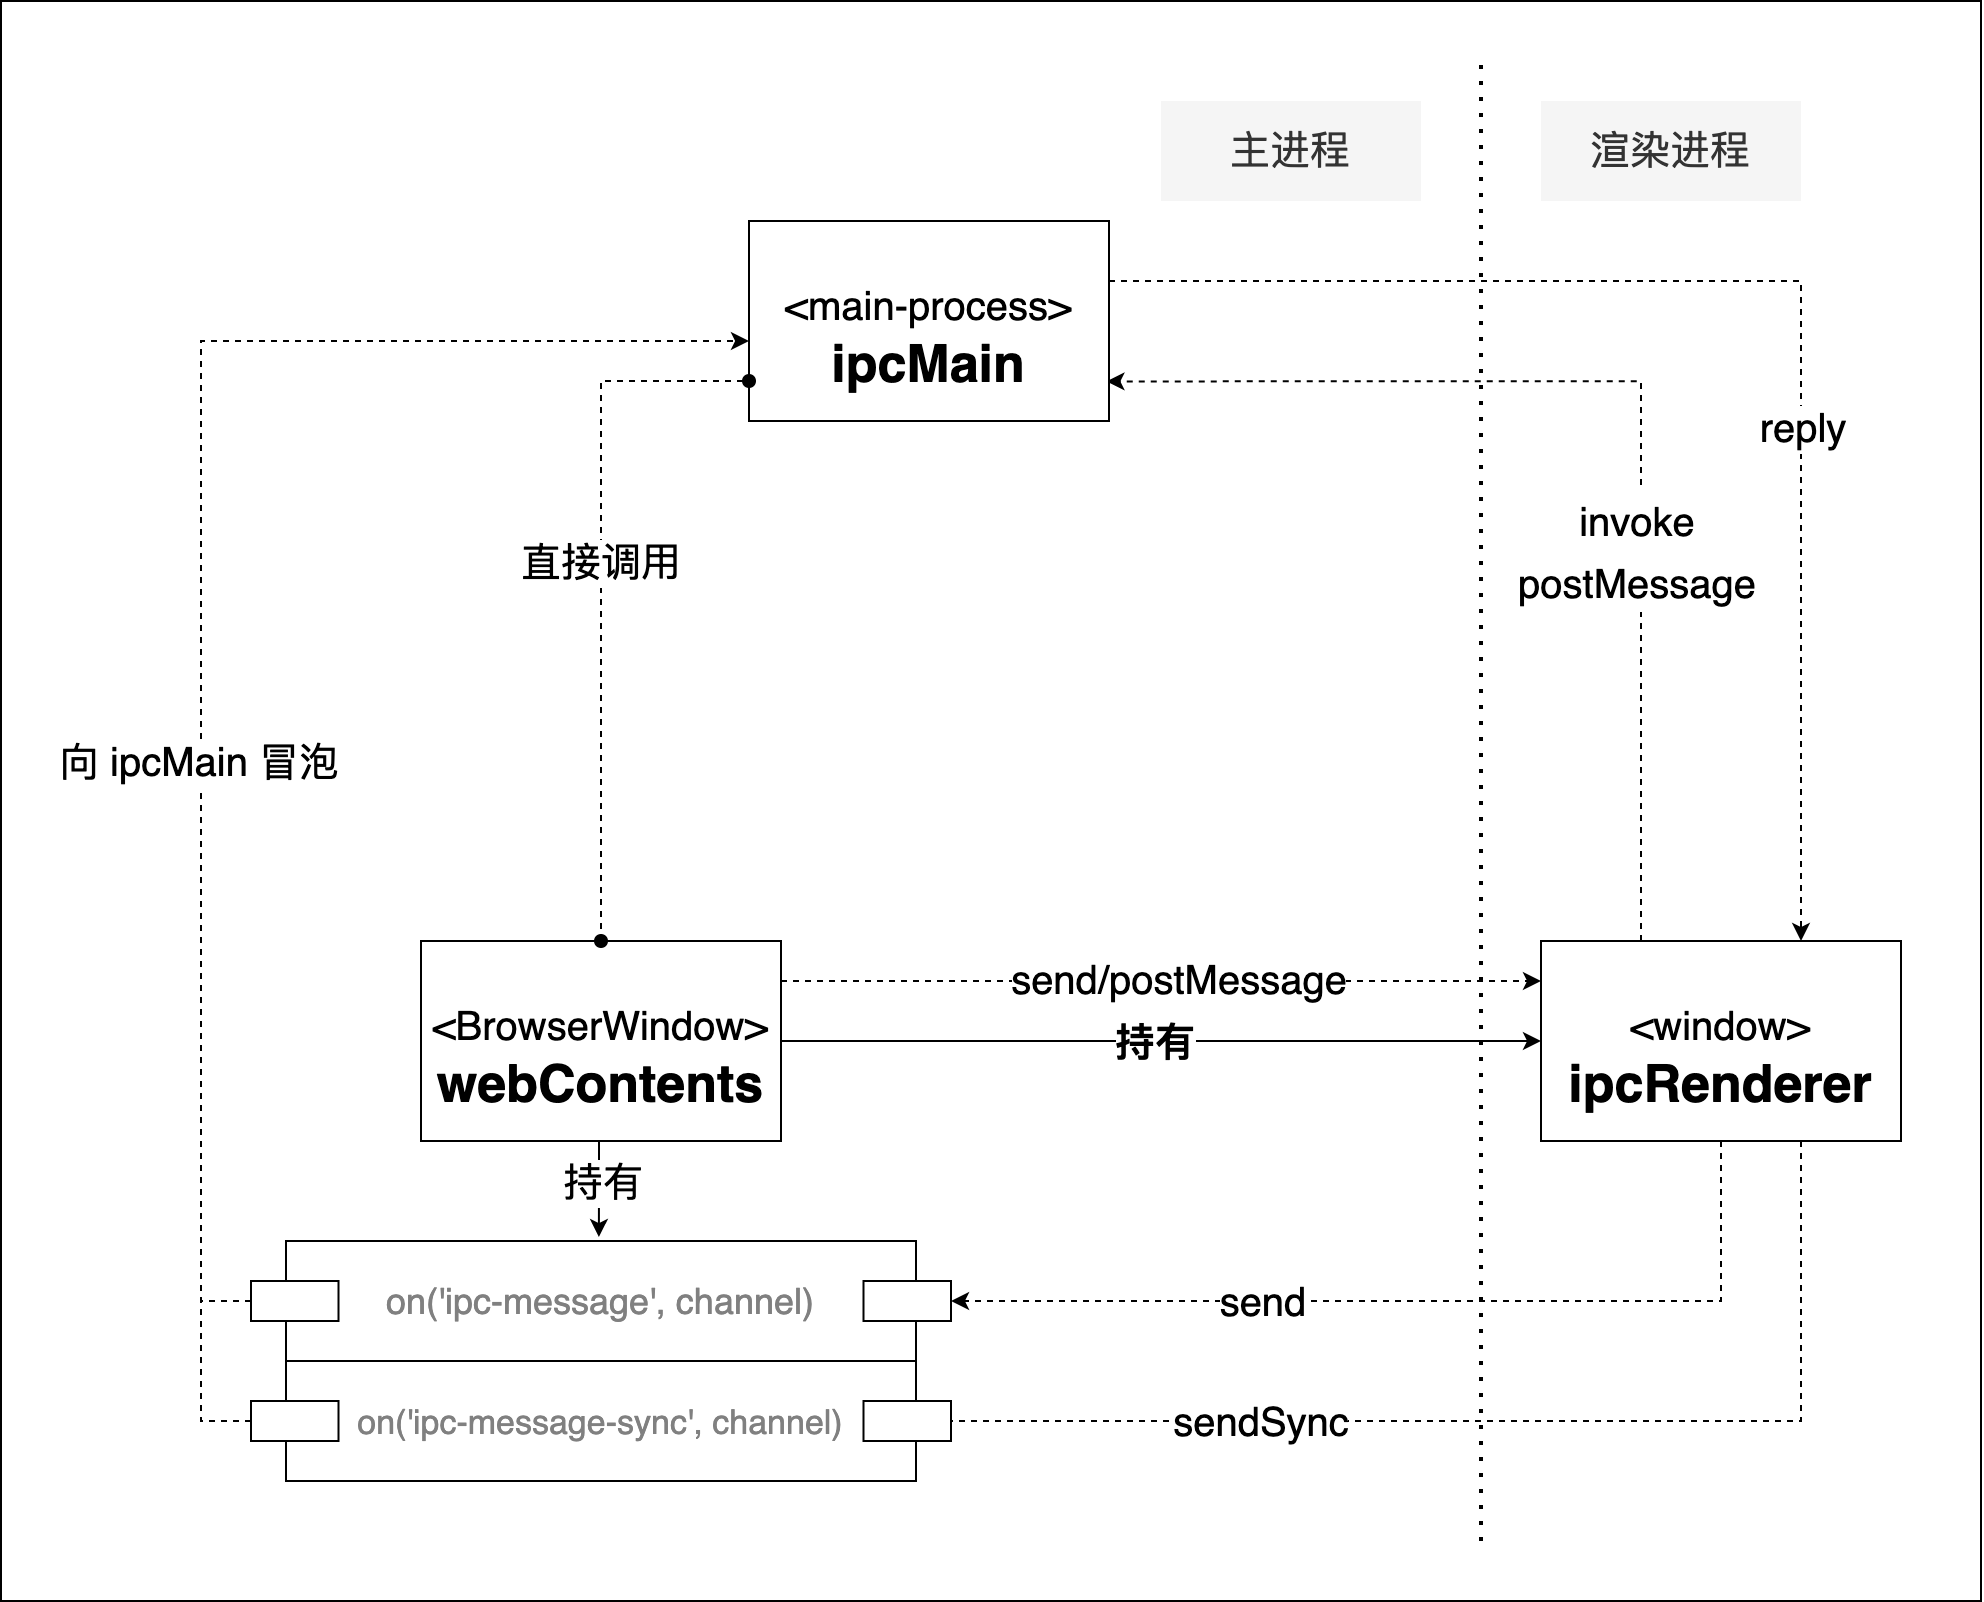 主进程
渲染进程
<main-process>
ipcMain
reply
invoke
postMessage
直接调用
向 ipcMain 冒泡
send/postMessage
<BrowserWindow>
webContents
持有
<window>
ipcRenderer
持有
on('ipc-message', channel)
send
on('ipc-message-sync', channel)
sendSync